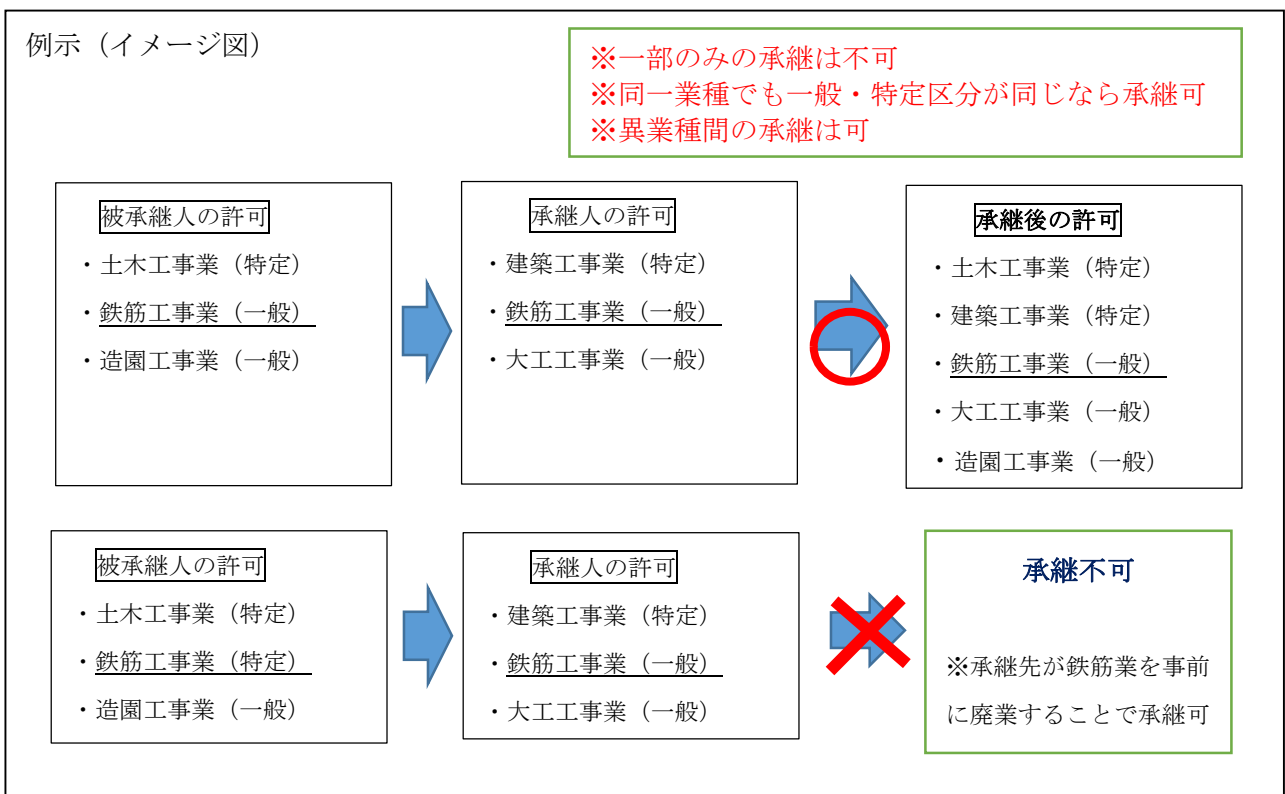 例示（イメージ図）
※一部のみの承継は不可
※同一業種でも一般・特定区分が同じなら承継可
※異業種間の承継は可
被承継人の許可
・土木工事業（特定）
・鉄筋工事業（一般）
・造園工事業（一般）
承継人の許可
・建築工事業（特定）
・鉄筋工事業（一般）
・大工工事業（一般）
承継後の許可
・土木工事業（特定）
・建築工事業（特定）
・鉄筋工事業（一般）
・大工工事業（一般）
・造園工事業（一般）
被承継人の許可
・土木工事業（特定）
・鉄筋工事業（特定）
・造園工事業（一般）
承継人の許可
・建築工事業（特定）
・鉄筋工事業（一般）
・大工工事業（一般）
承継不可
※承継先が鉄筋業を事前
に廃業することで承継可